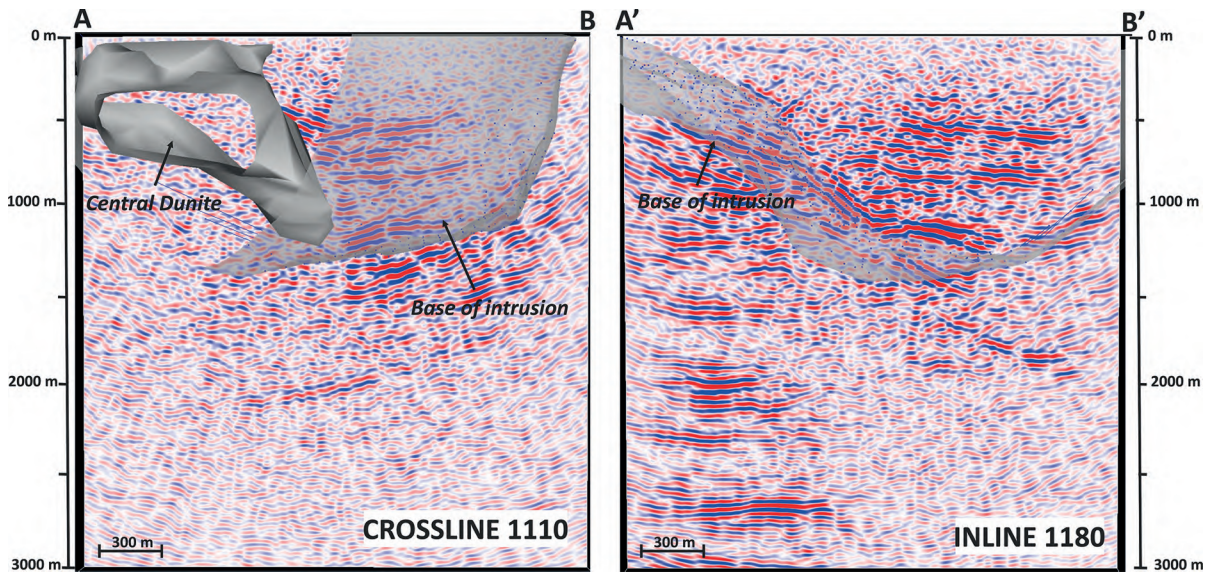 A
B
A’
B’
0 m
0 m
Central Dunite
1000 m
Base of intrusion
Base of intrusion
1000 m
2000 m
2000 m
CROSSLINE 1110
INLINE 1180
300 m
300 m
3000 m
3000 m